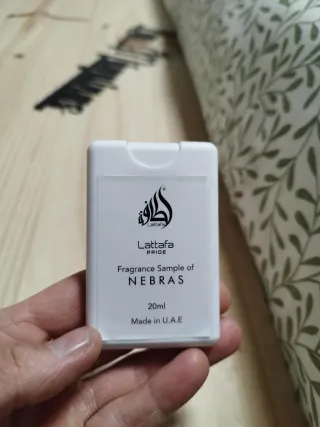 لطافة
®
Lattafa
Lattafa
PRIDE
Fragrance Sample of
NEBRAS
20ml
Made in U.A.E